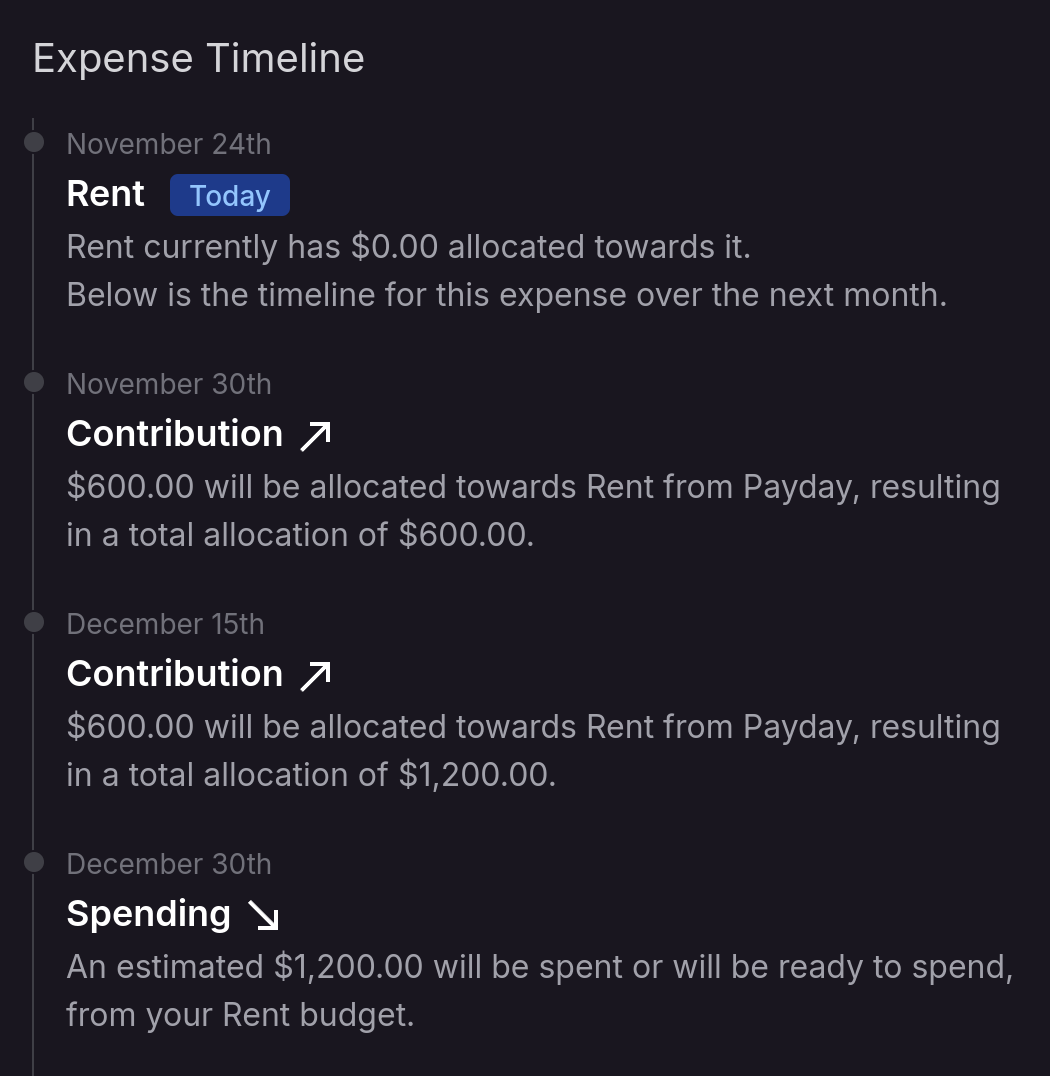 Expense Timeline
November 24th
Rent Today
Rent currently has $0.00 allocated towards it.
Below is the timeline for this expense over the next month.
November 30th
Contribution
$600.00 will be allocated towards Rent from Payday, resulting
in a total allocation of $600.00.
December 15th
Contribution
$600.00 will be allocated towards Rent from Payday, resulting
in a total allocation of $1,200.00.
December 30th
Spending
An estimated $1,200.00 will be spent or will be ready to spend,
from your Rent budget.